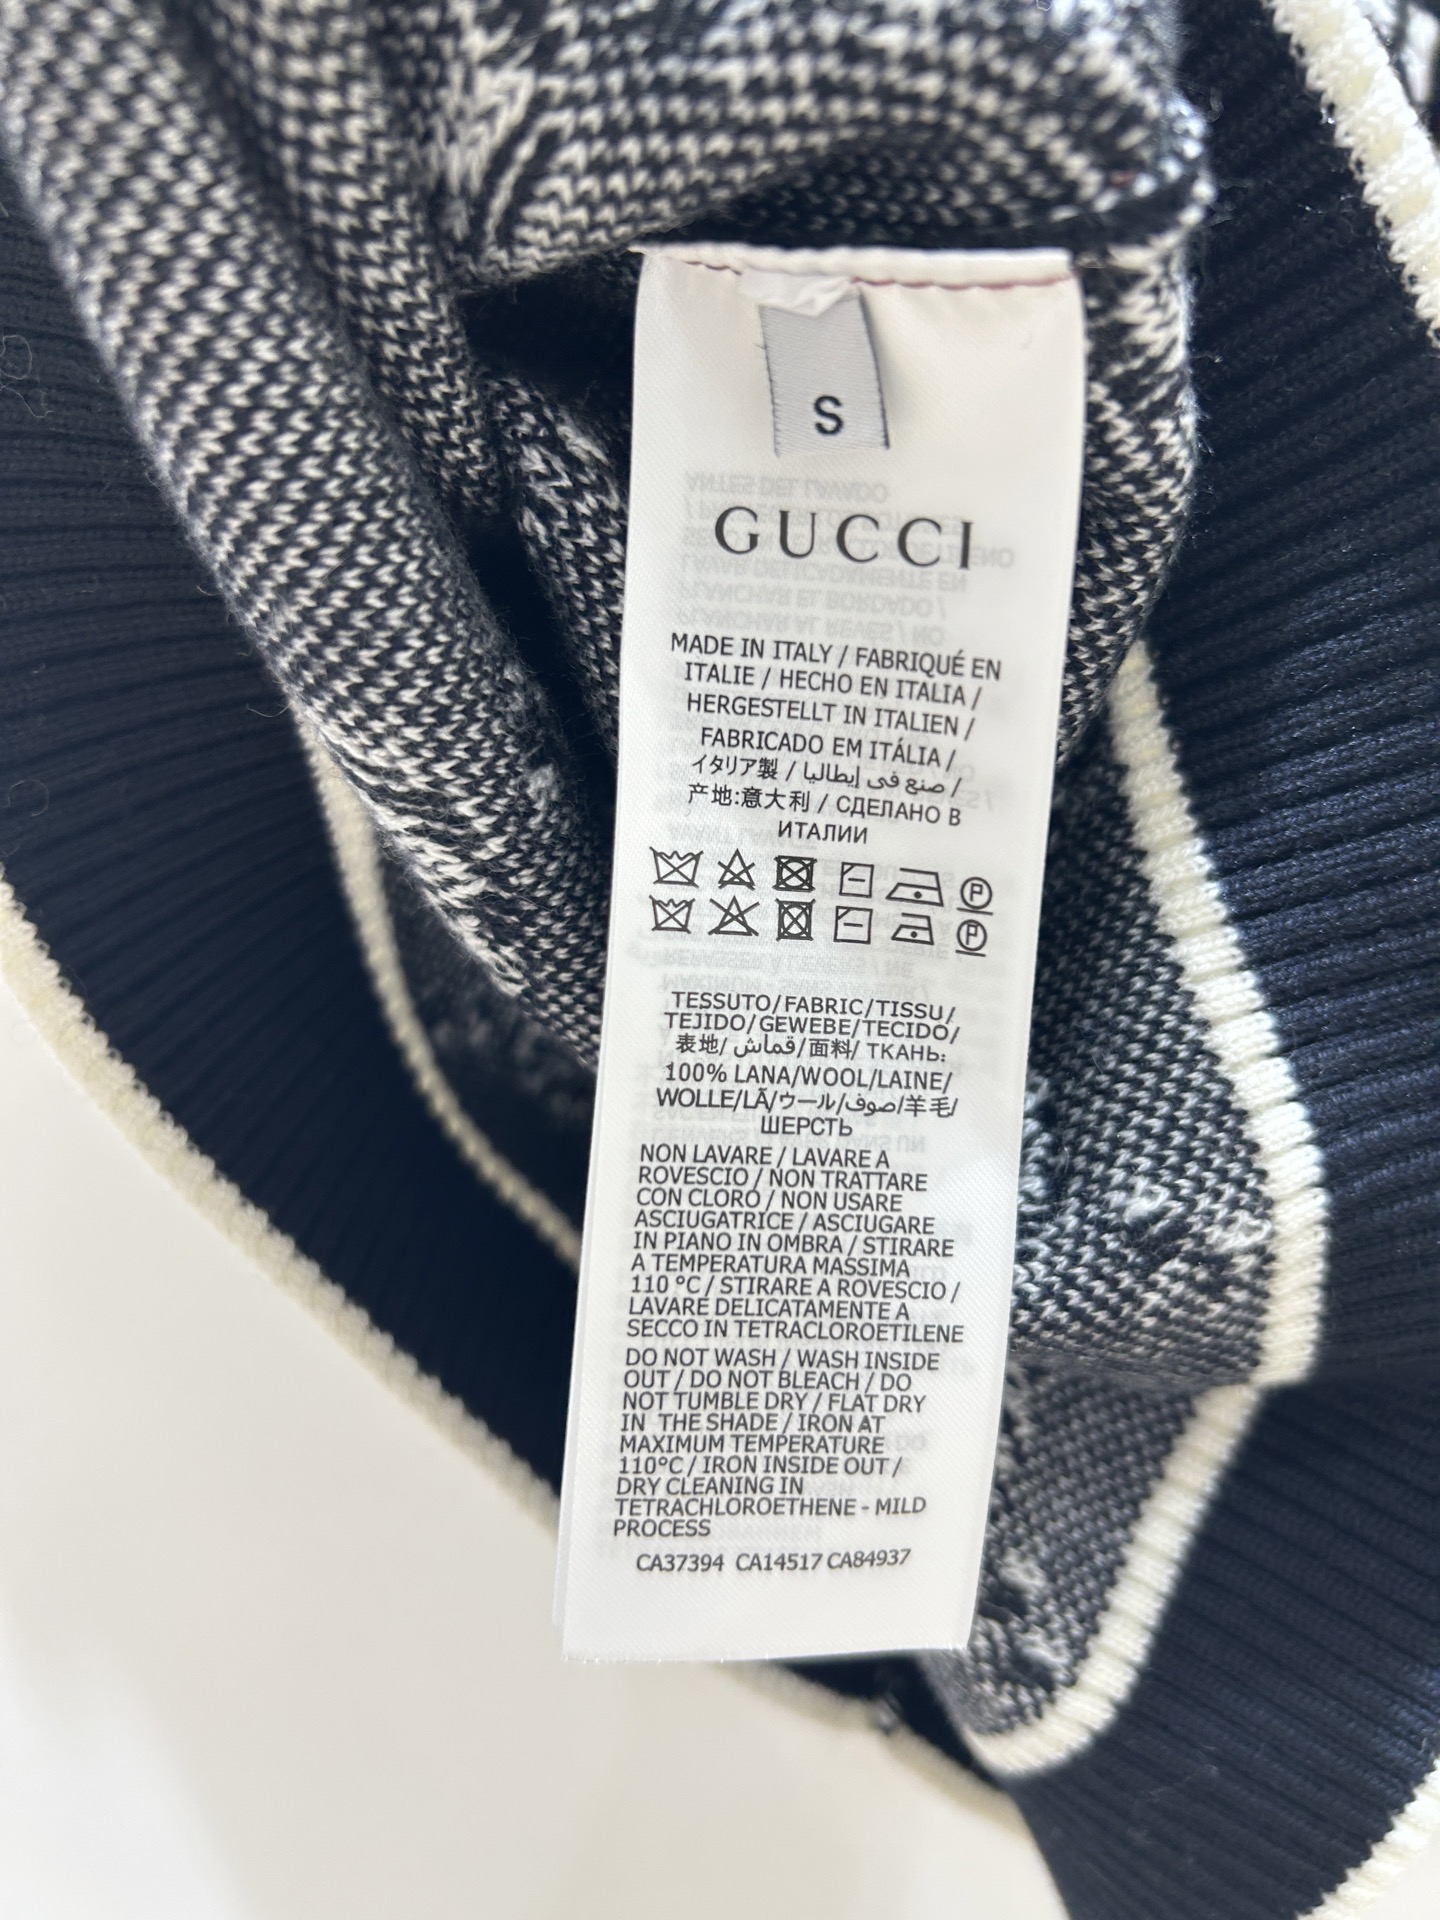 S
GUCCI
MADE IN ITALY / FABRIQUÉ EN
ITALIE / HECHO EN ITALIA /
HERGESTELLT IN ITALIEN /
FABRICADO EM ITÁLIA /
イタリア製 / صنع في إيطاليا /
产地:意大利 / СДЕЛАНО В
ИТАЛИИ
P
P
TESSUTO/FABRIC/TISSU/
TEJIDO/GEWEBE/TECIDO/
表地/ قماش/面料/ ТКАНЬ:
100% LANA/WOOL/LAINE/
WOLLE/LÃ/ウール/صوف/羊毛/
ШЕРСТЬ
NON LAVARE / LAVARE A
ROVESCIO / NON TRATTARE
CON CLORO / NON USARE
ASCIUGATRICE / ASCIUGARE
IN PIANO IN OMBRA / STIRARE
A TEMPERATURA MASSIMA
110 °C / STIRARE A ROVESCIO /
LAVARE DELICATAMENTE A
SECCO IN TETRACLOROETILENE
DO NOT WASH / WASH INSIDE
OUT / DO NOT BLEACH / DO
NOT TUMBLE DRY / FLAT DRY
IN THE SHADE / IRON AT
MAXIMUM TEMPERATURE
110°C / IRON INSIDE OUT /
DRY CLEANING IN
TETRACHLOROETHENE - MILD
PROCESS
CA37394 CA14517 CA84937